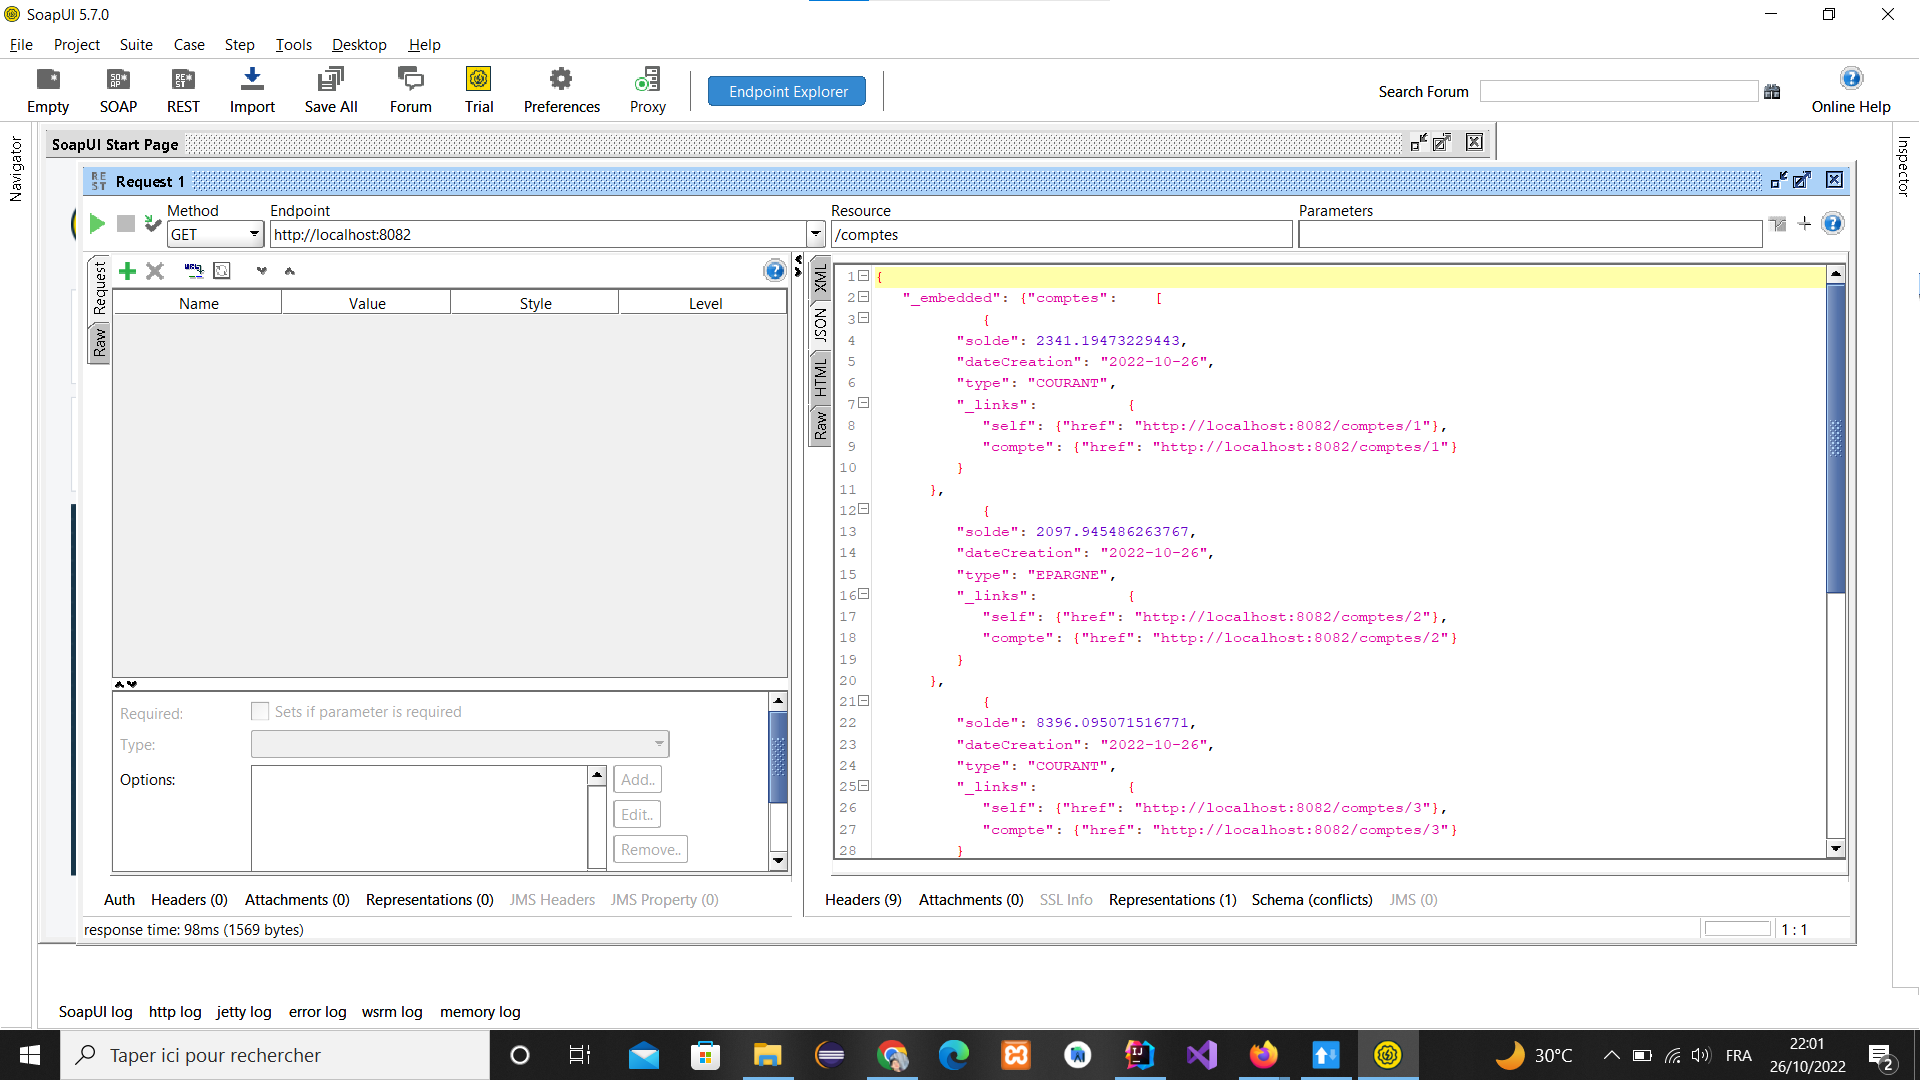 SoapUI 5.7.0
File Project Suite Case Step Tools Desktop Help
Empty SOAP REST Import Save All Forum Trial Preferences Proxy Endpoint Explorer Search Forum Online Help
Navigator
Inspector
SoapUI Start Page
REST Request 1
Method Endpoint Resource Parameters
GET http://localhost:8082 /comptes
Request
Raw
Name Value Style Level
Required: Sets if parameter is required
Type:
Options: Add..
Edit..
Remove..
XML
JSON
HTML
Raw
1 {
2 "_embedded": {"comptes": [
3 {
4 "solde": 2341.19473229443,
5 "dateCreation": "2022-10-26",
6 "type": "COURANT",
7 "_links": {
8 "self": {"href": "http://localhost:8082/comptes/1"},
9 "compte": {"href": "http://localhost:8082/comptes/1"}
10 }
11 },
12 {
13 "solde": 2097.945486263767,
14 "dateCreation": "2022-10-26",
15 "type": "EPARGNE",
16 "_links": {
17 "self": {"href": "http://localhost:8082/comptes/2"},
18 "compte": {"href": "http://localhost:8082/comptes/2"}
19 }
20 },
21 {
22 "solde": 8396.095071516771,
23 "dateCreation": "2022-10-26",
24 "type": "COURANT",
25 "_links": {
26 "self": {"href": "http://localhost:8082/comptes/3"},
27 "compte": {"href": "http://localhost:8082/comptes/3"}
28 }
Auth Headers (0) Attachments (0) Representations (0) JMS Headers JMS Property (0)
Headers (9) Attachments (0) SSL Info Representations (1) Schema (conflicts) JMS (0)
response time: 98ms (1569 bytes)
1 : 1
SoapUI log http log jetty log error log wsrm log memory log
Taper ici pour rechercher
30°C FRA 22:01
26/10/2022 2